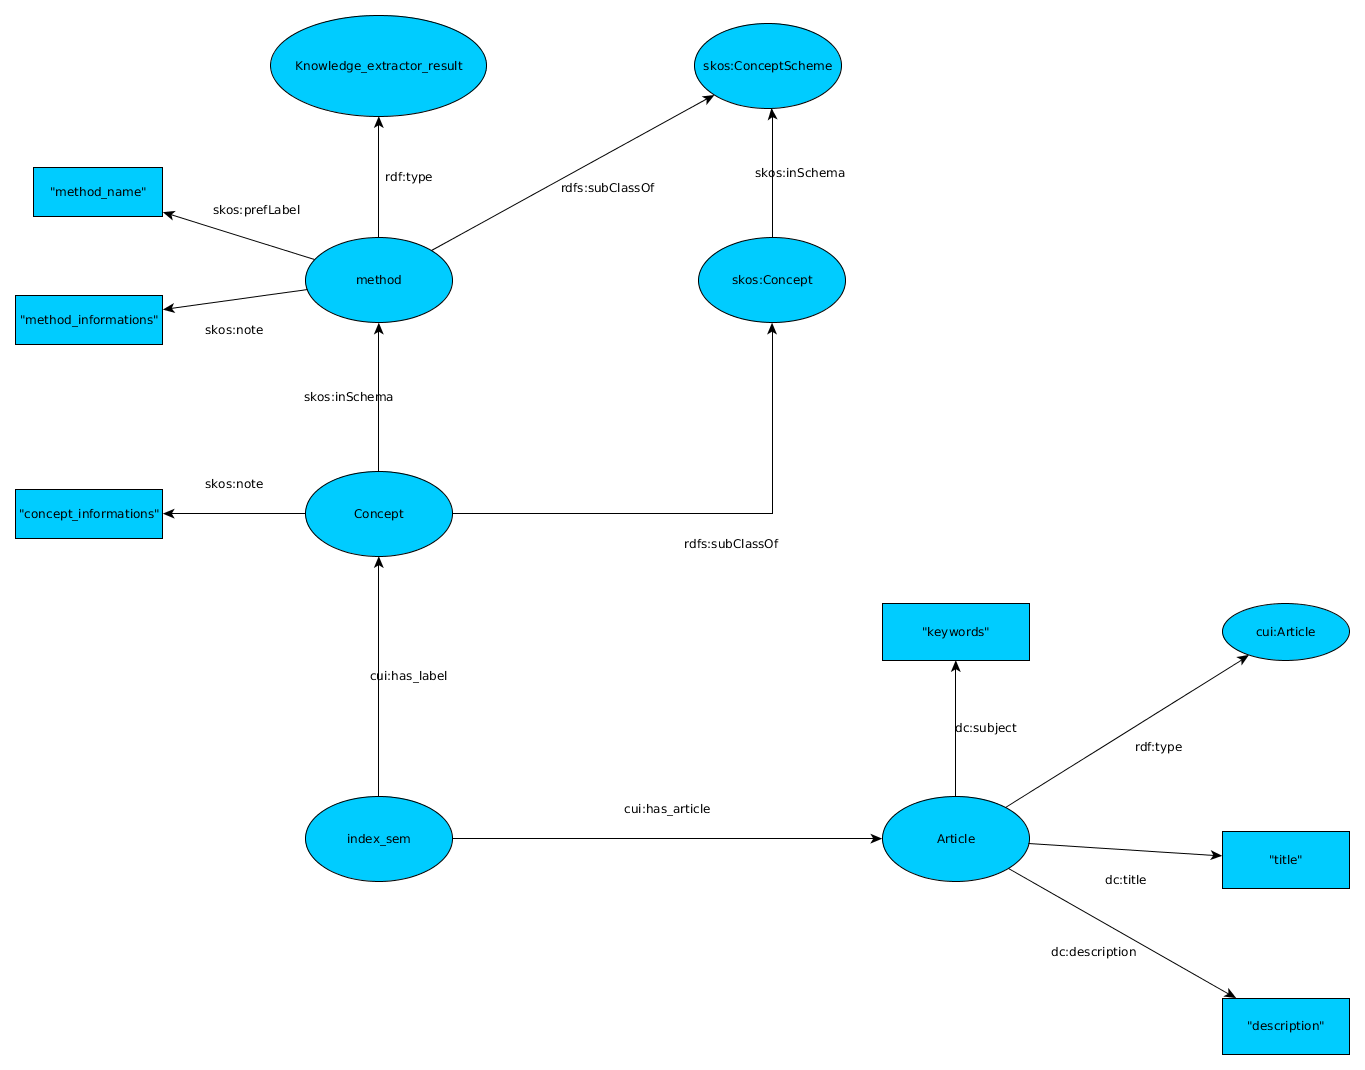 Knowledge_extractor_result
skos:ConceptScheme
rdf:type
skos:inSchema
rdfs:subClassOf
"method_name"
skos:prefLabel
method
skos:Concept
"method_informations"
skos:note
skos:inSchema
skos:note
"concept_informations"
Concept
rdfs:subClassOf
"keywords"
cui:Article
cui:has_label
dc:subject
rdf:type
cui:has_article
index_sem
Article
"title"
dc:title
dc:description
"description"